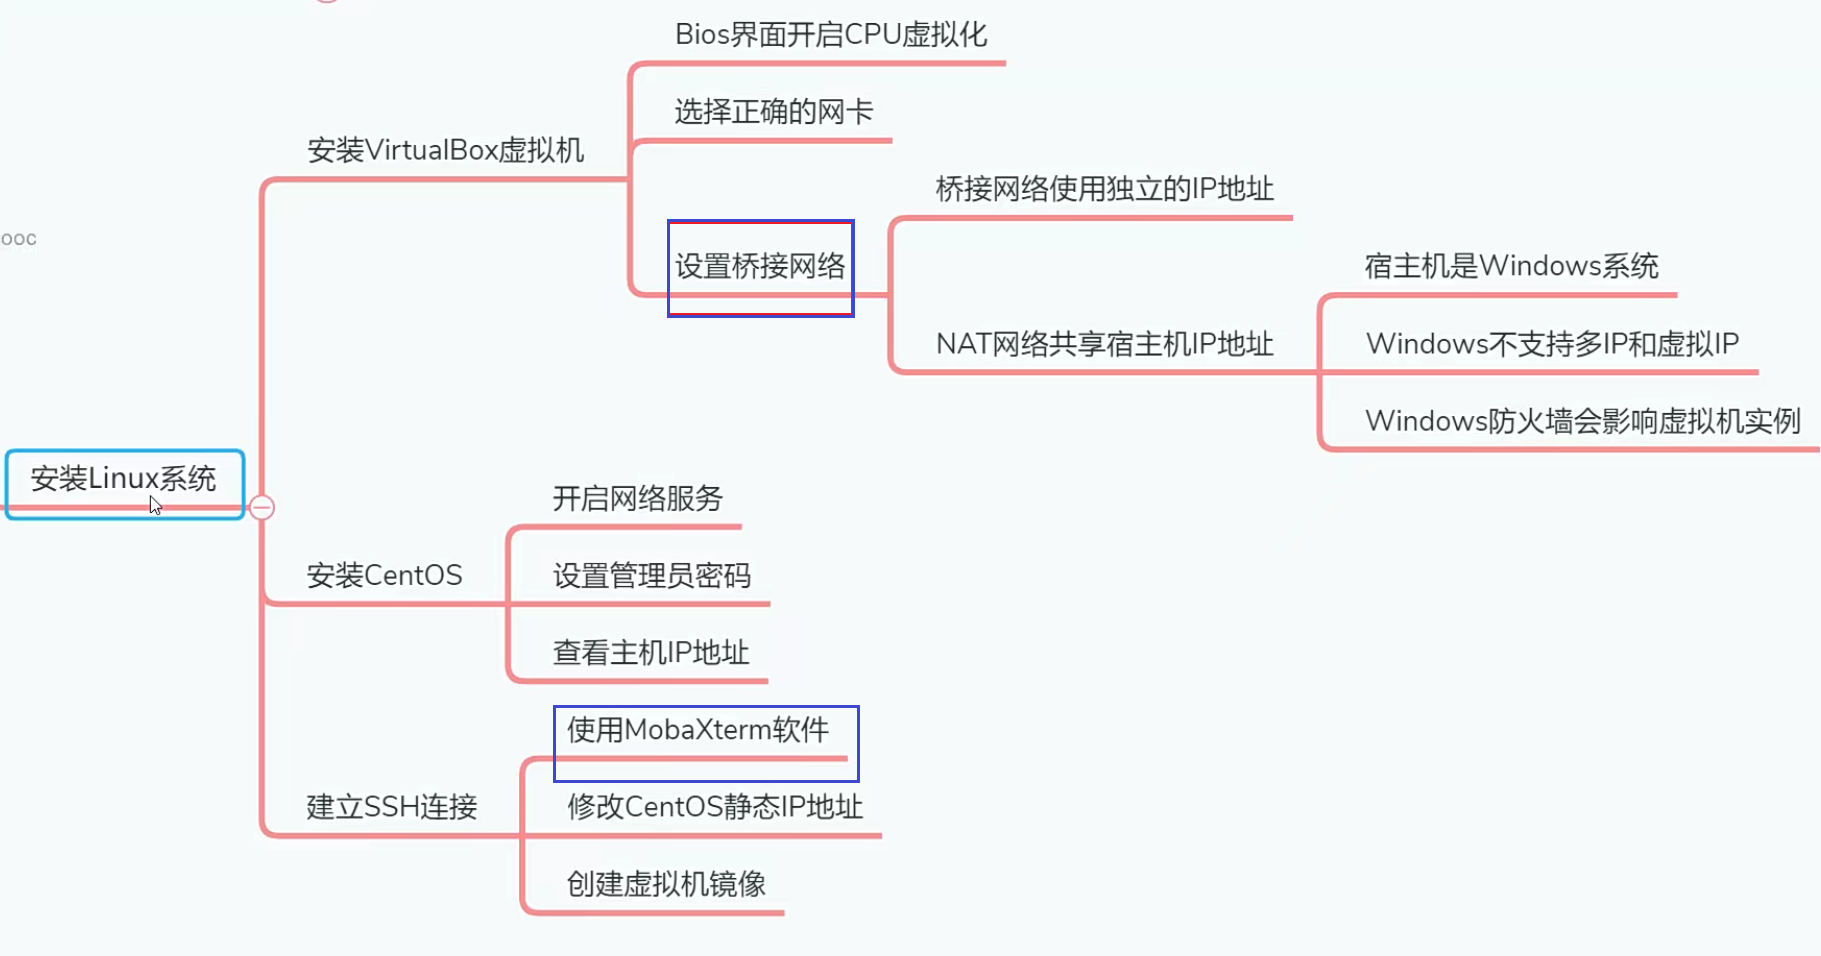 ooc
安装Linux系统
安装VirtualBox虚拟机
Bios界面开启CPU虚拟化
选择正确的网卡
设置桥接网络
桥接网络使用独立的IP地址
NAT网络共享宿主机IP地址
宿主机是Windows系统
Windows不支持多IP和虚拟IP
Windows防火墙会影响虚拟机实例
安装CentOS
开启网络服务
设置管理员密码
查看主机IP地址
建立SSH连接
使用MobaXterm软件
修改CentOS静态IP地址
创建虚拟机镜像